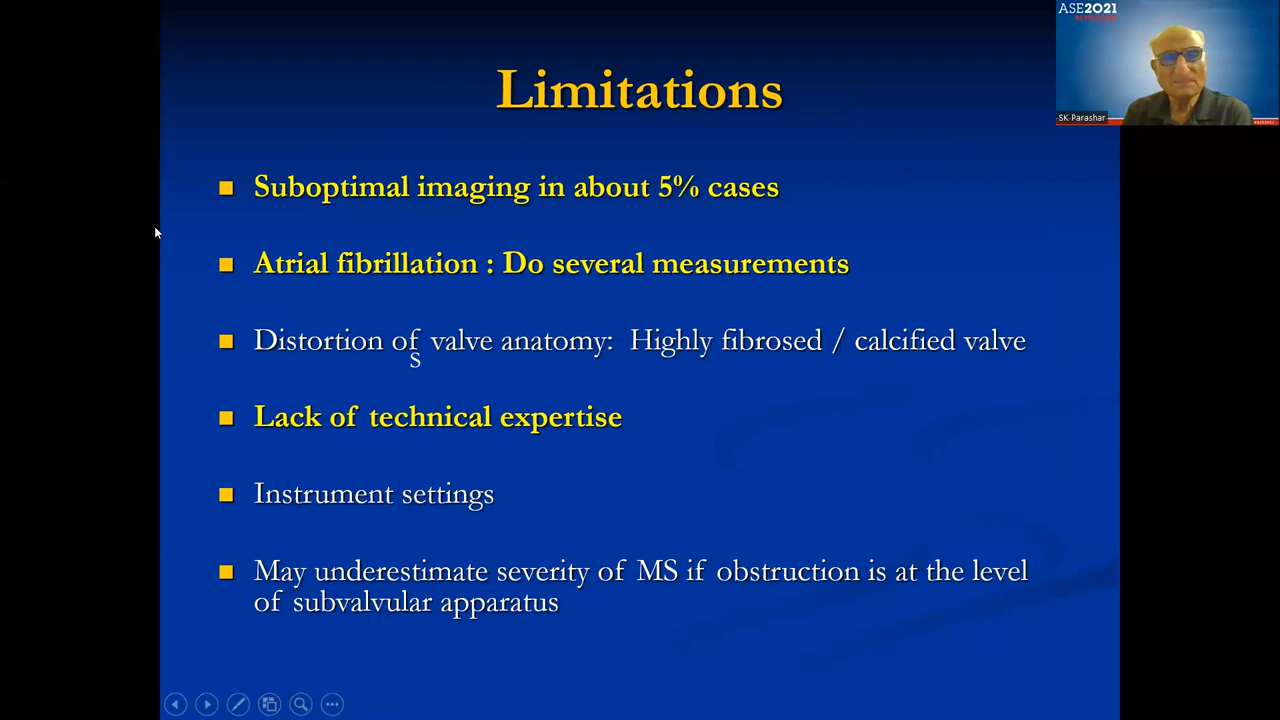 ASE2021
Limitations
SK Parashar
Suboptimal imaging in about 5% cases
Atrial fibrillation : Do several measurements
Distortion of valve anatomy: Highly fibrosed / calcified valve
s
Lack of technical expertise
Instrument settings
May underestimate severity of MS if obstruction is at the level
of subvalvular apparatus